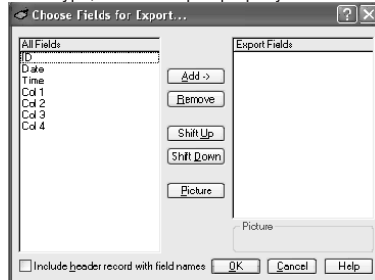 Choose Fields for Export...
All Fields
ID
Date
Time
Col 1
Col 2
Col 3
Col 4
Add ->
Remove
Shift Up
Shift Down
Picture
Export Fields
Picture
Include header record with field names
OK
Cancel
Help